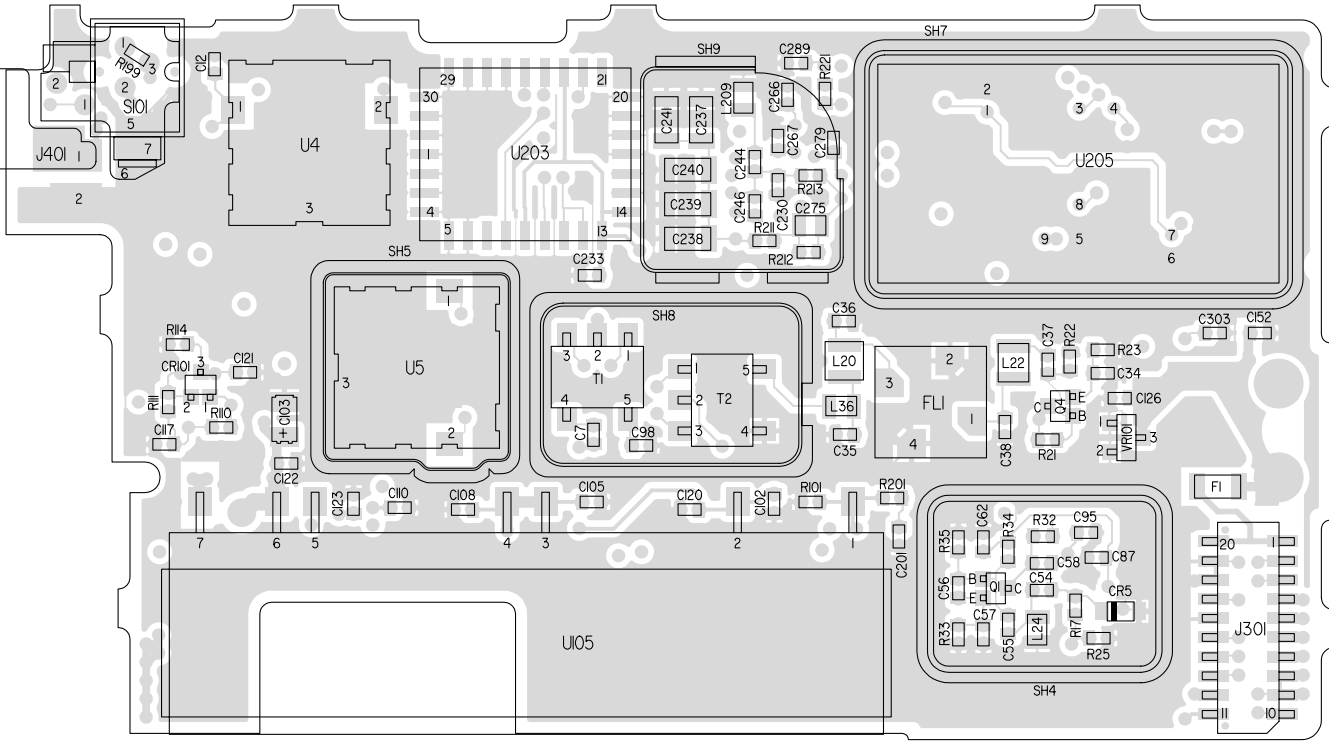 SH7
SH9
C289
R221
1
R199
3
2
2
1
S101
5
C12
29
21
30
20
1
U203
4
14
5
13
1
2
U4
3
C241
C237
L209
C266
C267
C279
C240
C244
R213
C239
C246
C230
C275
C238
R211
R212
2
1
3
4
U205
8
9
5
7
6
J401
1
7
6
2
SH5
C233
1
U5
3
2
SH8
3
2
1
T1
4
5
1
5
2
T2
3
4
C7
C98
C36
L20
L36
C35
2
3
FL1
1
4
L22
C37
R22
R23
C34
C
E
Q4
B
C126
C38
R21
1
VR101
3
2
C303
C152
R114
CR101
3
C121
R111
2
1
R110
C117
C103
+
C122
C123
C110
C108
C105
C120
C102
R101
R201
C201
7
6
5
4
3
2
1
U105
F1
R35
C62
R34
R32
C95
C58
C87
C56
B
Q1
C
E
C54
CR5
R33
C57
C55
L24
R17
R25
SH4
20
1
J301
11
10